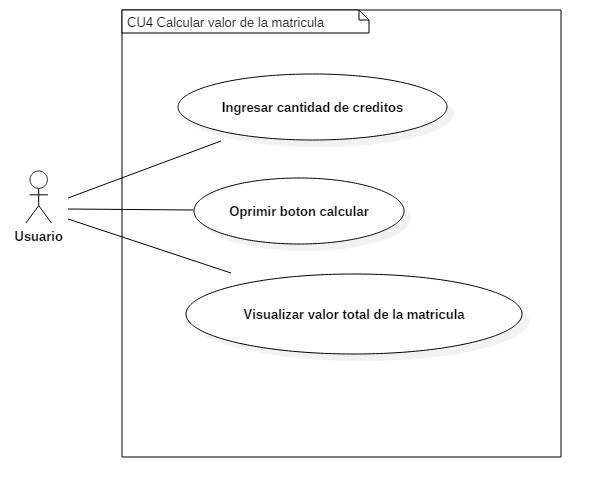 CU4 Calcular valor de la matricula
Ingresar cantidad de creditos
Oprimir boton calcular
Usuario
Visualizar valor total de la matricula